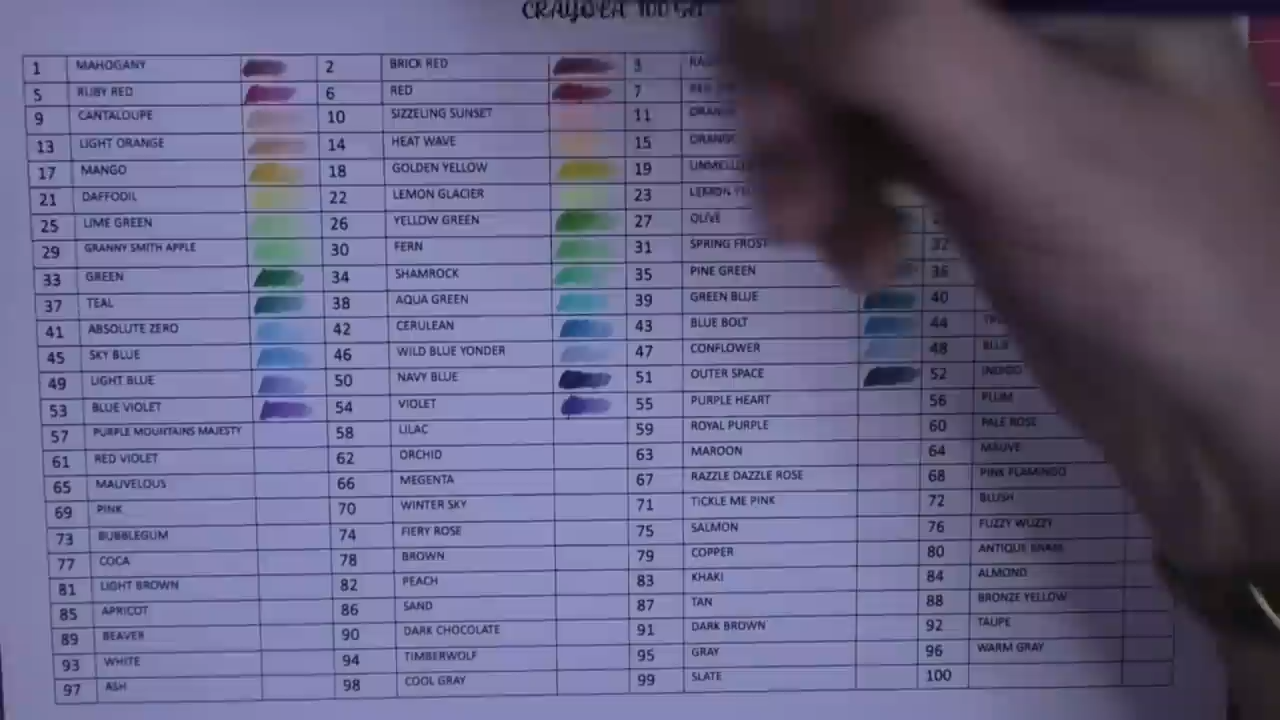 CRAYOLA 100 Set
1 MAHOGANY 2 BRICK RED 3
5 RUBY RED 6 RED 7
9 CANTALOUPE 10 SIZZELING SUNSET 11
13 LIGHT ORANGE 14 HEAT WAVE 15
17 MANGO 18 GOLDEN YELLOW 19
21 DAFFODIL 22 LEMON GLACIER 23 LEMON
25 LIME GREEN 26 YELLOW GREEN 27 OLIVE
29 GRANNY SMITH APPLE 30 FERN 31 SPRING FROST 32
33 GREEN 34 SHAMROCK 35 PINE GREEN 36
37 TEAL 38 AQUA GREEN 39 GREEN BLUE 40
41 ABSOLUTE ZERO 42 CERULEAN 43 BLUE BOLT 44
45 SKY BLUE 46 WILD BLUE YONDER 47 CONFLOWER 48 BLUE
49 LIGHT BLUE 50 NAVY BLUE 51 OUTER SPACE 52 INDIGO
53 BLUE VIOLET 54 VIOLET 55 PURPLE HEART 56 PLUM
57 PURPLE MOUNTAINS MAJESTY 58 LILAC 59 ROYAL PURPLE 60 PALE ROSE
61 RED VIOLET 62 ORCHID 63 MAROON 64 MAUVE
65 MAUVELOUS 66 MEGENTA 67 RAZZLE DAZZLE ROSE 68 PINK FLAMINGO
69 PINK 70 WINTER SKY 71 TICKLE ME PINK 72 BLUSH
73 BUBBLEGUM 74 FIERY ROSE 75 SALMON 76 FUZZY WUZZY
77 COCA 78 BROWN 79 COPPER 80 ANTIQUE BRASS
81 LIGHT BROWN 82 PEACH 83 KHAKI 84 ALMOND
85 APRICOT 86 SAND 87 TAN 88 BRONZE YELLOW
89 BEAVER 90 DARK CHOCOLATE 91 DARK BROWN 92 TAUPE
93 WHITE 94 TIMBERWOLF 95 GRAY 96 WARM GRAY
97 ASH 98 COOL GRAY 99 SLATE 100